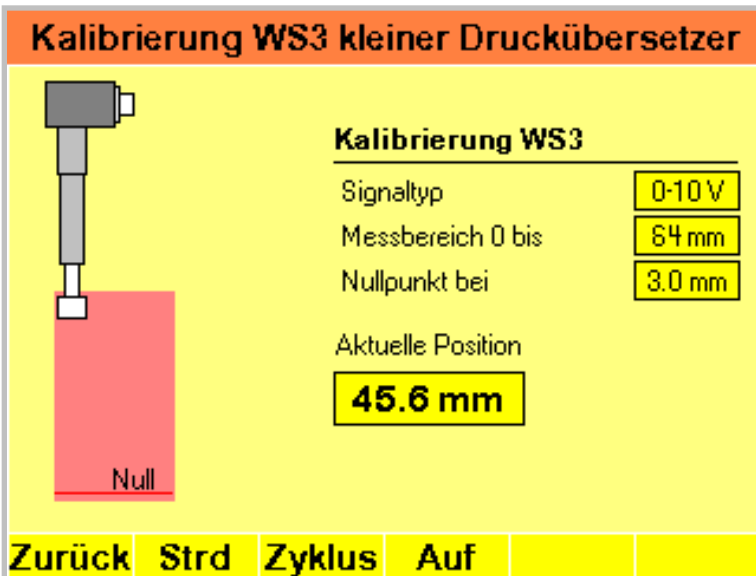 Kalibrierung WS3 kleiner Druckübersetzer
Kalibrierung WS3
Signaltyp 0-10 V
Messbereich 0 bis 64 mm
Nullpunkt bei 3.0 mm
Aktuelle Position
45.6 mm
Null
Zurück Strd Zyklus Auf